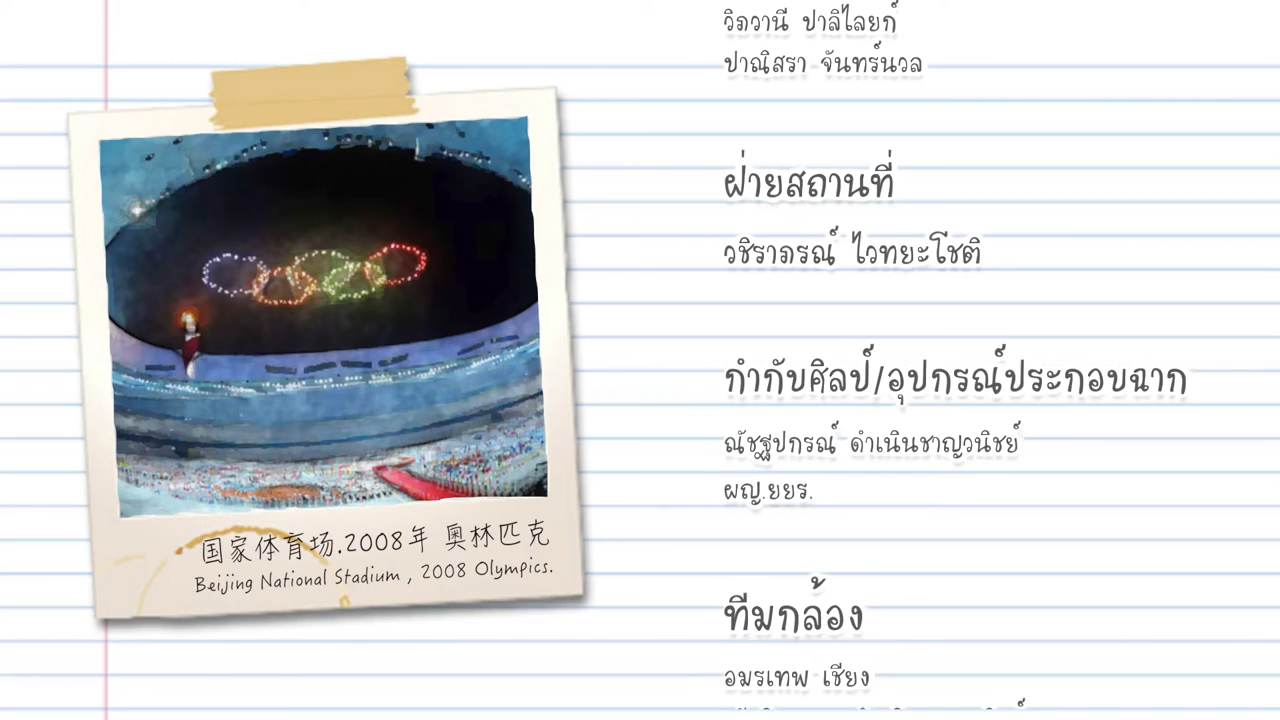 国家体育场.2008年 奥林匹克
Beijing National Stadium , 2008 Olympics.
วิภวานี ปาลิไลยก์
ปาณิสรา จันทร์นวล
ฝ่ายสถานที่
วชิราภรณ์ ไวทยะโชติ
กำกับศิลป์/อุปกรณ์ประกอบฉาก
ณัชฐปกรณ์ ดำเนินชาญวนิชย์
ผญ.ยยร.
ทีมกล้อง
อมรเทพ เชียง